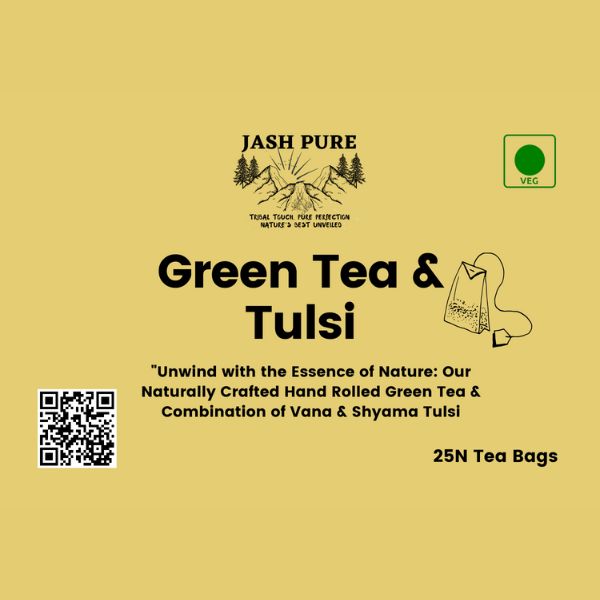 JASH PURE
TRIBAL TOUCH, PURE PERFECTION
NATURE'S BEST UNVEILED
VEG
Green Tea &
Tulsi
"Unwind with the Essence of Nature: Our
Naturally Crafted Hand Rolled Green Tea &
Combination of Vana & Shyama Tulsi
25N Tea Bags